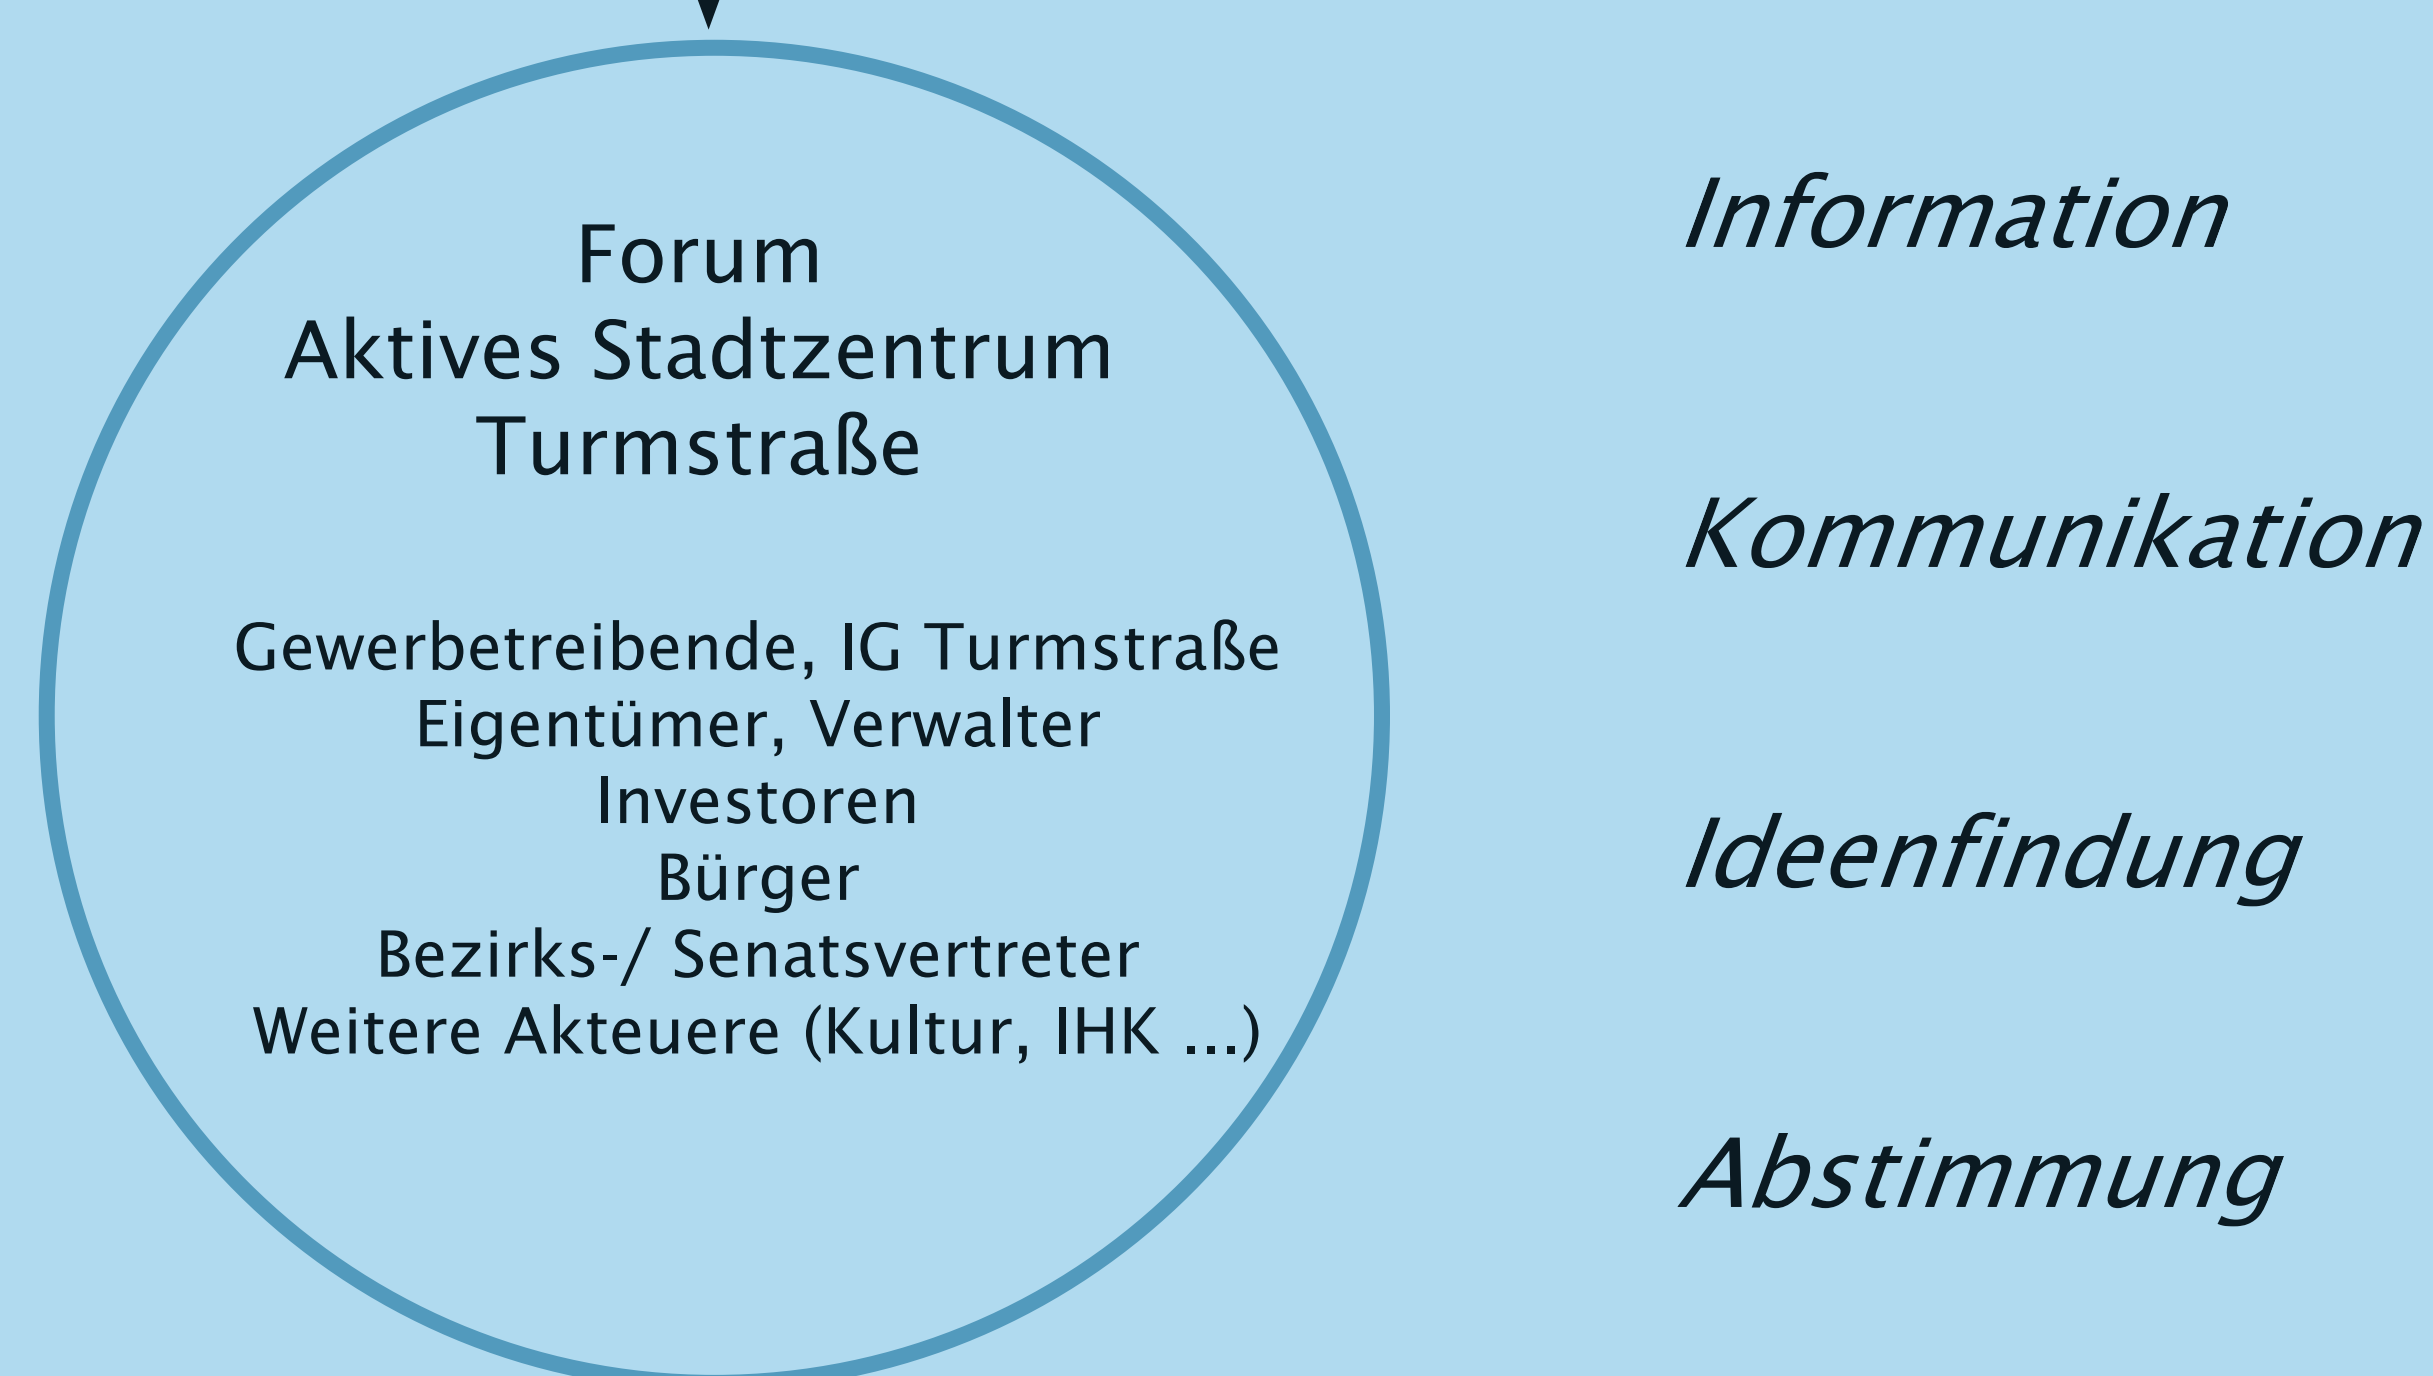 Forum
Aktives Stadtzentrum
Turmstraße
Gewerbetreibende, IG Turmstraße
Eigentümer, Verwalter
Investoren
Bürger
Bezirks-/ Senatsvertreter
Weitere Akteuere (Kultur, IHK ...)
Information
Kommunikation
Ideenfindung
Abstimmung